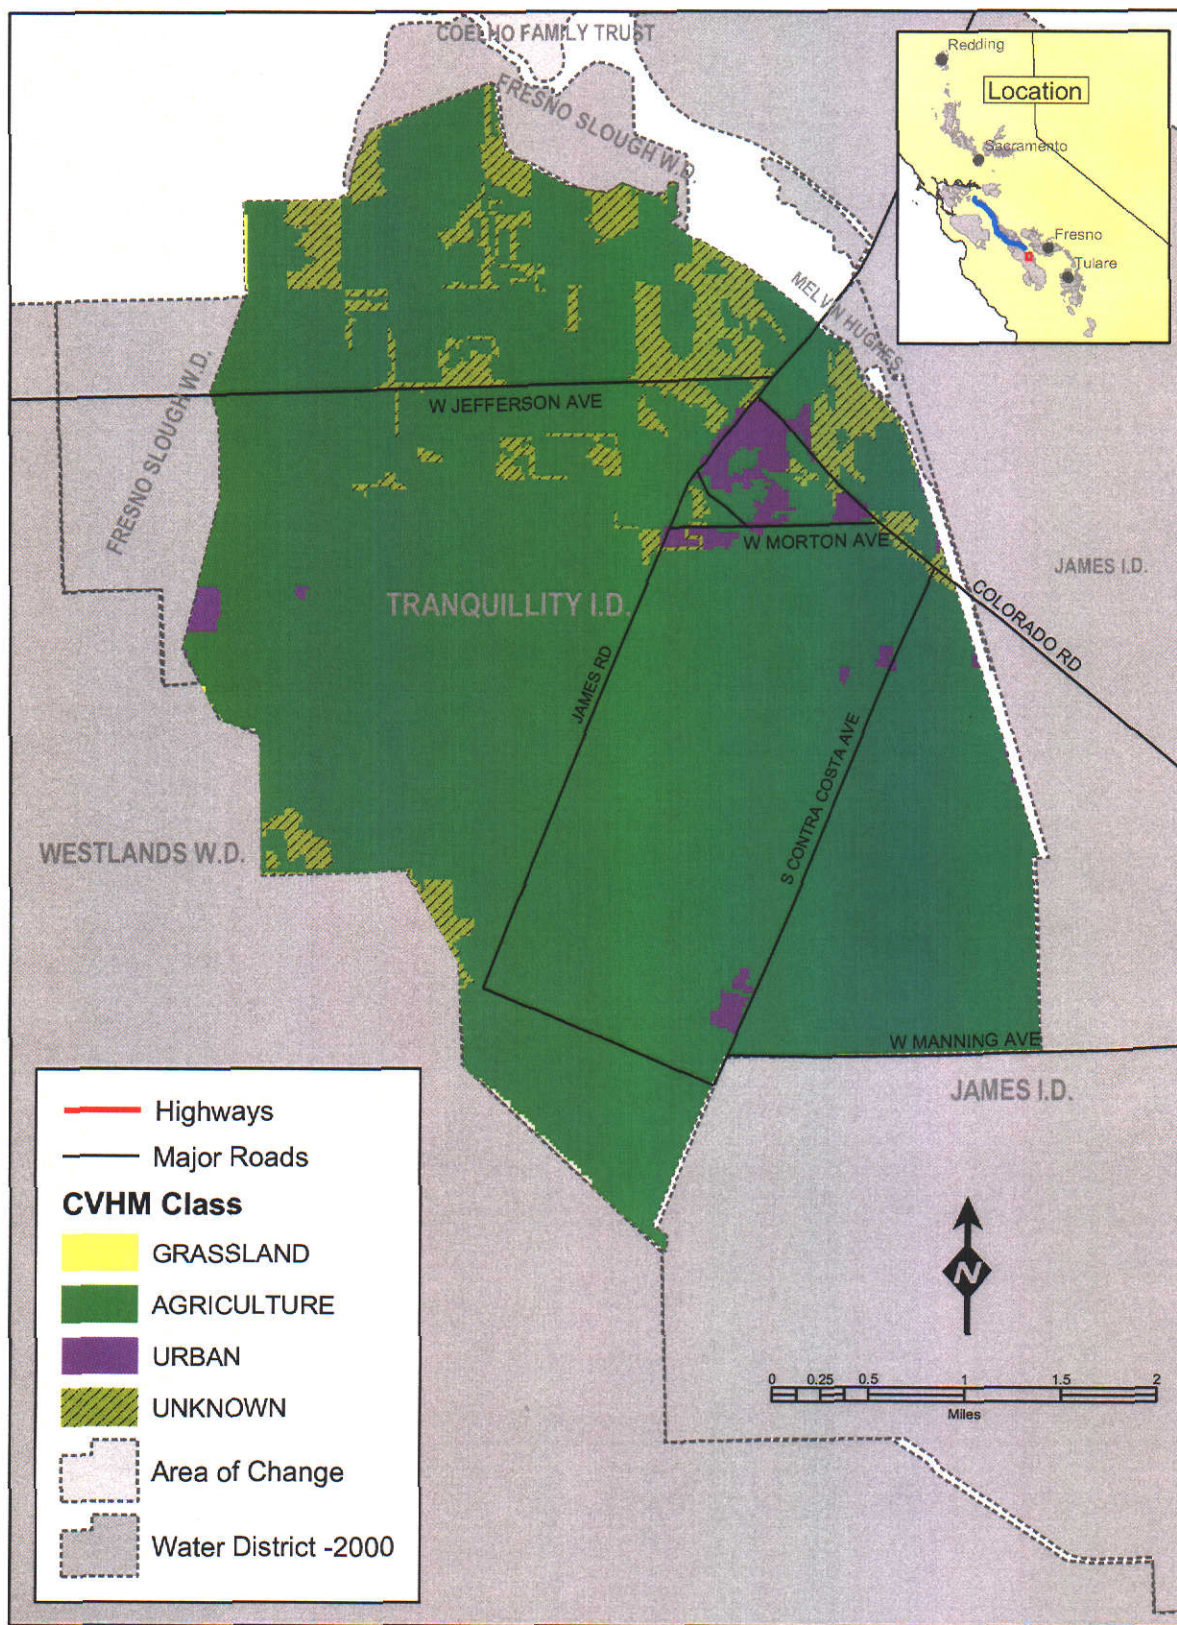 COELHO FAMILY TRUST
FRESNO SLOUGH W.D.
Redding
Location
Sacramento
Fresno
Tulare
MELVIN HUGHES
FRESNO SLOUGH W.D.
W JEFFERSON AVE
W MORTON AVE
JAMES I.D.
COLORADO RD
TRANQUILLITY I.D.
JAMES RD
S CONTRA COSTA AVE
WESTLANDS W.D.
W MANNING AVE
JAMES I.D.
Highways
Major Roads
CVHM Class
GRASSLAND
AGRICULTURE
URBAN
UNKNOWN
Area of Change
Water District -2000
N
0 0.25 0.5 1 1.5 2
Miles